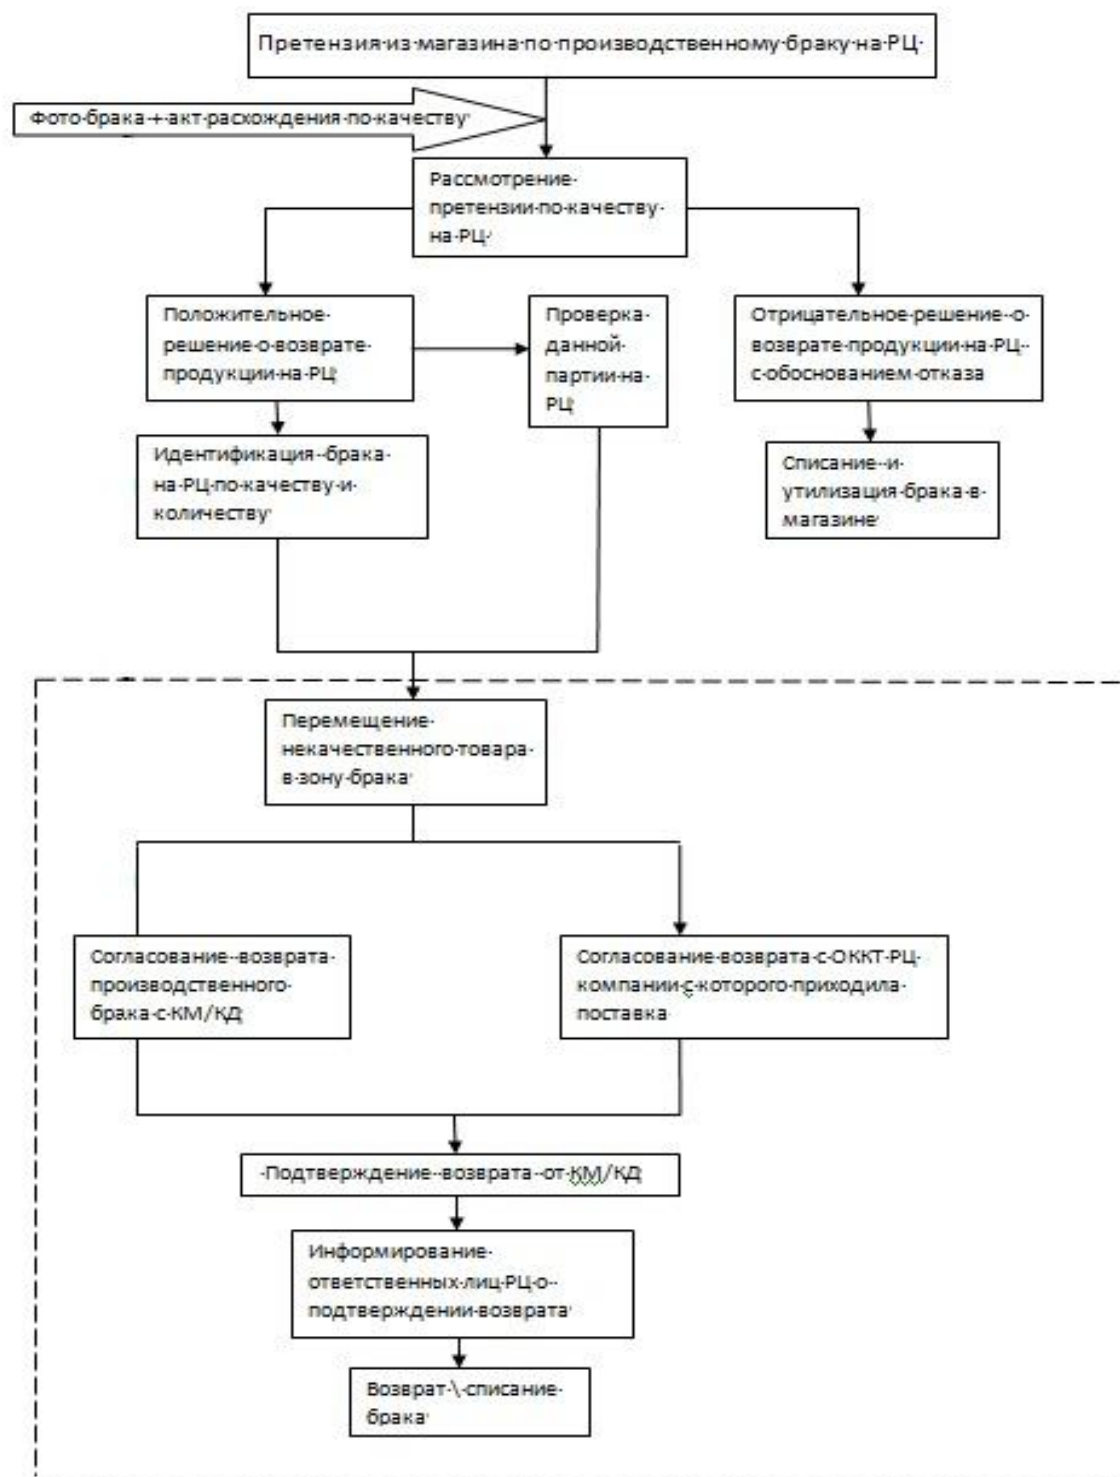 Претензия из магазина по производственному браку на РЦ
Фото брака + акт расхождения по качеству
Рассмотрение
претензии по качеству
на РЦ
Положительное
решение о возврате
продукции на РЦ
Проверка
данной
партии на
РЦ
Отрицательное решение о
возврате продукции на РЦ
с обоснованием отказа
Идентификация брака
на РЦ по качеству и
количеству
Списание и
утилизация брака в
магазине
Перемещение
некачественного товара
в зону брака
Согласование возврата
производственного
брака с КМ/КД
Согласование возврата с ОККТ РЦ
компании с которого приходила
поставка
Подтверждение возврата от КМ/КД
Информирование
ответственных лиц РЦ о
подтверждении возврата
Возврат \ списание
брака